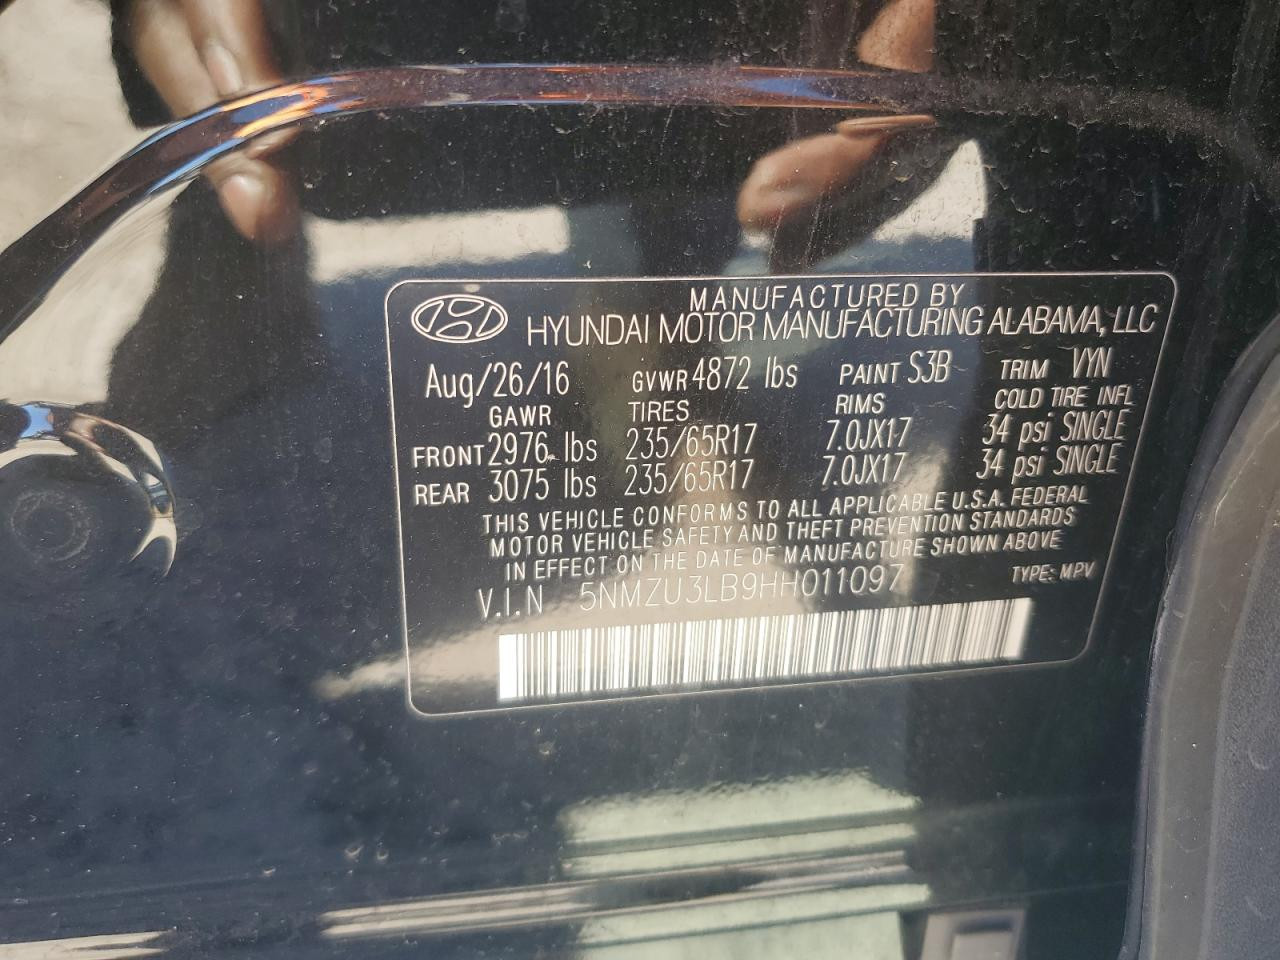 MANUFACTURED BY
HYUNDAI MOTOR MANUFACTURING ALABAMA, LLC
Aug/26/16 GVWR 4872 lbs PAINT S3B TRIM VYN
GAWR TIRES RIMS COLD TIRE INFL
FRONT 2976 lbs 235/65R17 7.0JX17 34 psi SINGLE
REAR 3075 lbs 235/65R17 7.0JX17 34 psi SINGLE
THIS VEHICLE CONFORMS TO ALL APPLICABLE U.S.A. FEDERAL
MOTOR VEHICLE SAFETY AND THEFT PREVENTION STANDARDS
IN EFFECT ON THE DATE OF MANUFACTURE SHOWN ABOVE
V.I.N 5NMZU3LB9HH011097 TYPE: MPV